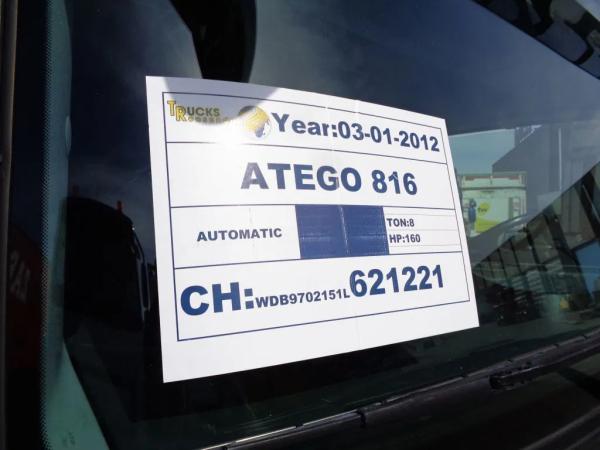 TRUCKS
Year:03-01-2012
ATEGO 816
AUTOMATIC
TON:8
HP:160
CH:WDB9702151L621221